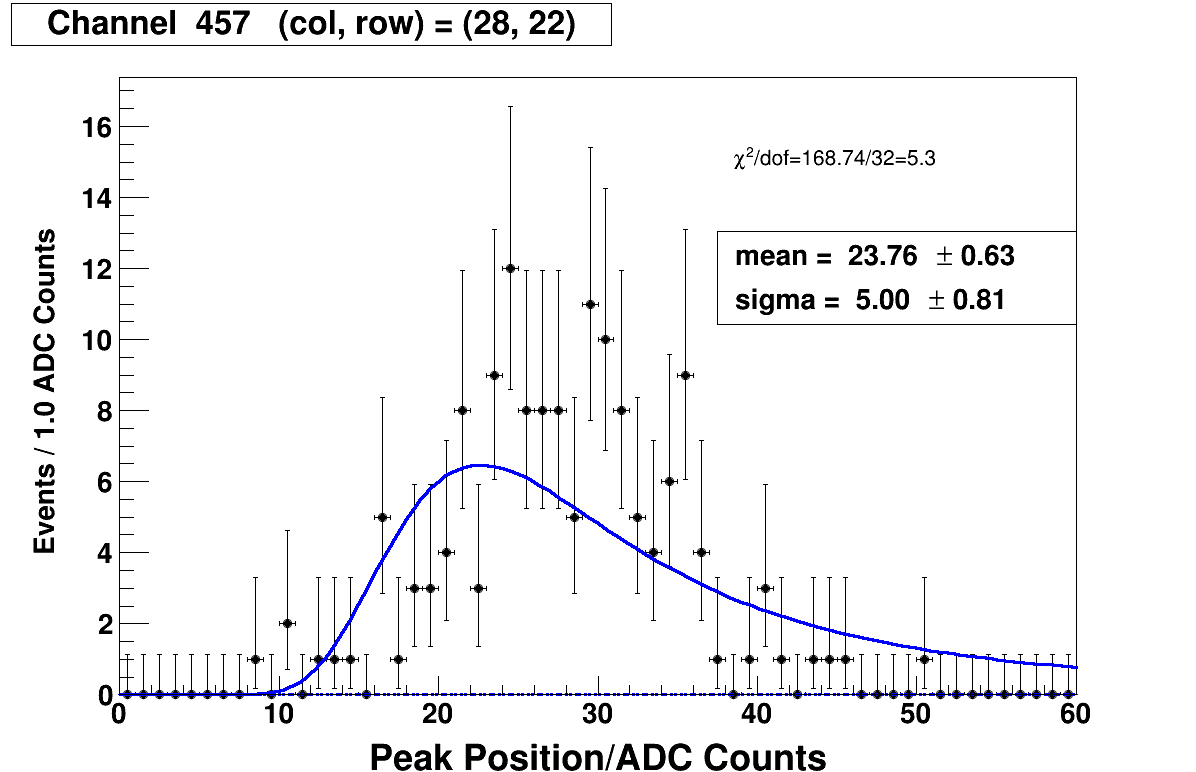 Channel 457 (col, row) = (28, 22)
χ²/dof=168.74/32=5.3
mean = 23.76 ± 0.63
sigma = 5.00 ± 0.81
Events / 1.0 ADC Counts
16
14
12
10
8
6
4
2
0
0 10 20 30 40 50 60
Peak Position/ADC Counts